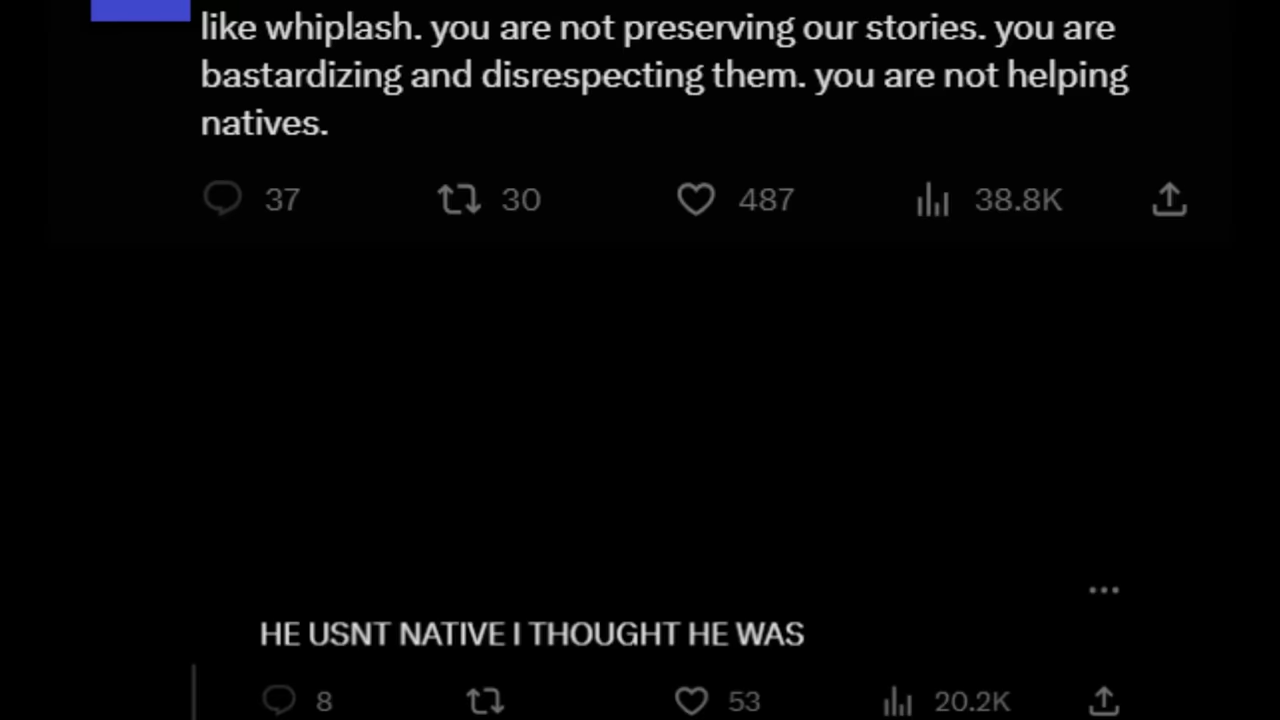 like whiplash. you are not preserving our stories. you are
bastardizing and disrespecting them. you are not helping
natives.
37 30 487 38.8K
HE USNT NATIVE I THOUGHT HE WAS
8 53 20.2K